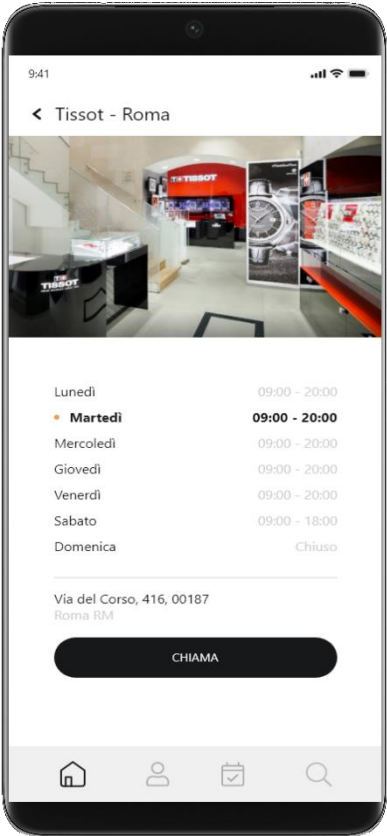 9:41
Tissot - Roma
T+ TISSOT
T+
TISSOT
Lunedì 09:00 - 20:00
Martedì 09:00 - 20:00
Mercoledì 09:00 - 20:00
Giovedì 09:00 - 20:00
Venerdì 09:00 - 20:00
Sabato 09:00 - 18:00
Domenica Chiuso
Via del Corso, 416, 00187
Roma RM
CHIAMA